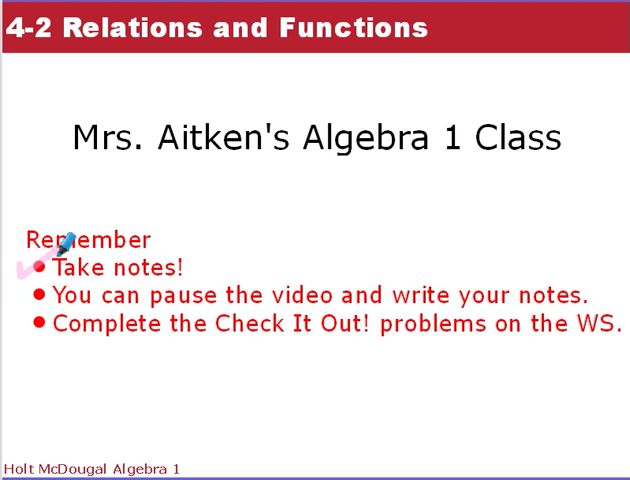 4-2 Relations and Functions
Mrs. Aitken's Algebra 1 Class
Remember
• Take notes!
• You can pause the video and write your notes.
• Complete the Check It Out! problems on the WS.
Holt McDougal Algebra 1